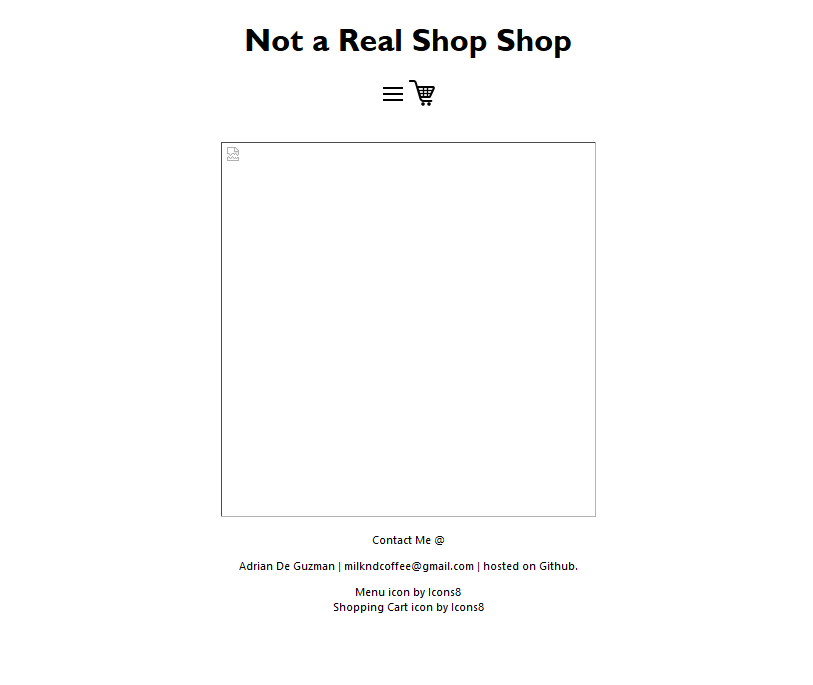 Not a Real Shop Shop
Contact Me @
Adrian De Guzman | milkndcoffee@gmail.com | hosted on Github.
Menu icon by Icons8
Shopping Cart icon by Icons8